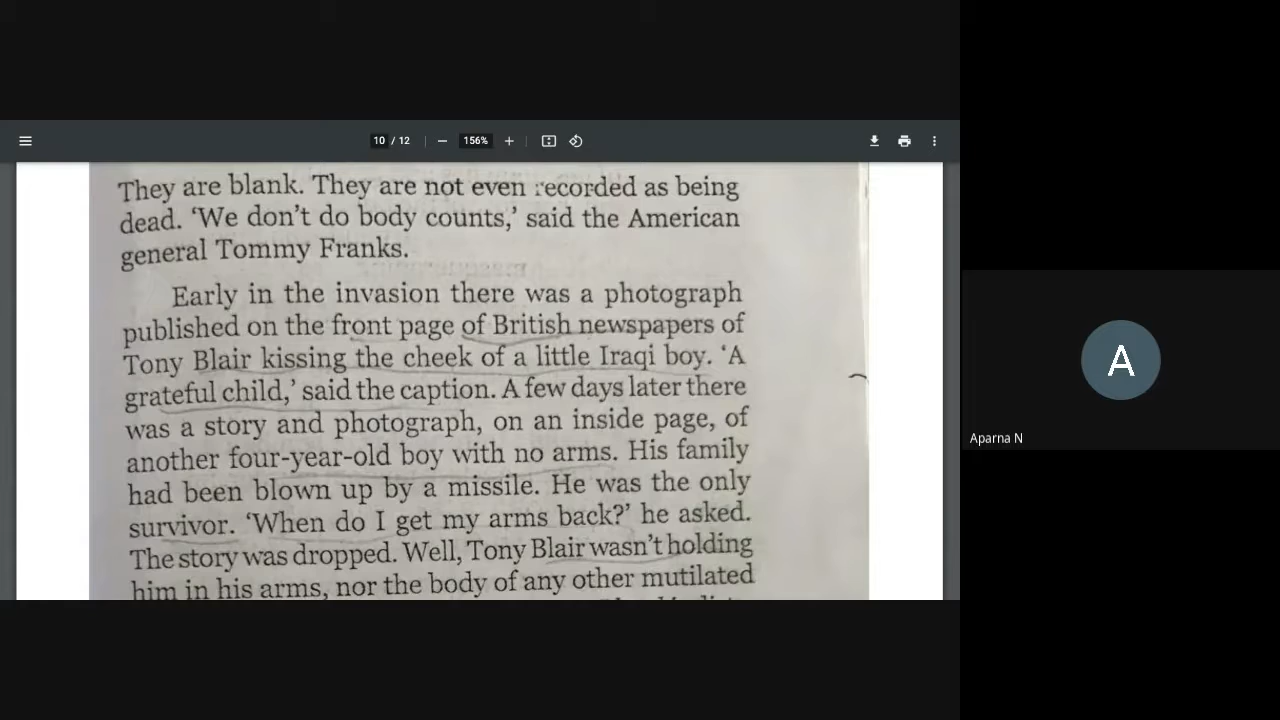 10 / 12
156%
They are blank. They are not even recorded as being
dead. ‘We don’t do body counts,’ said the American
general Tommy Franks.
Early in the invasion there was a photograph
published on the front page of British newspapers of
Tony Blair kissing the cheek of a little Iraqi boy. ‘A
grateful child,’ said the caption. A few days later there
was a story and photograph, on an inside page, of
another four-year-old boy with no arms. His family
had been blown up by a missile. He was the only
survivor. ‘When do I get my arms back?’ he asked.
The story was dropped. Well, Tony Blair wasn’t holding
him in his arms, nor the body of any other mutilated
A
Aparna N